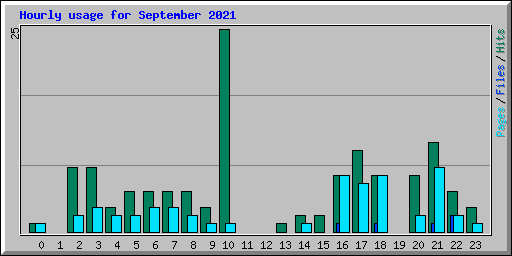 Hourly usage for September 2021
25
Pages/Files/Hits
0 1 2 3 4 5 6 7 8 9 10 11 12 13 14 15 16 17 18 19 20 21 22 23